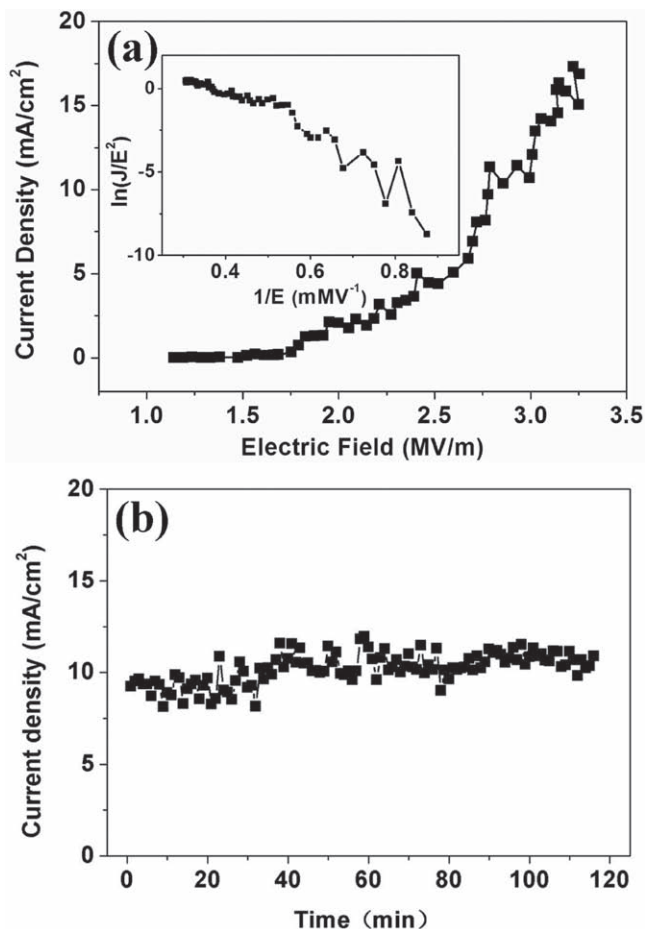 (a)
20
15
10
5
0
Current Density (mA/cm²)
0
-5
-10
ln(J/E²)
0.4 0.6 0.8
1/E (mMV⁻¹)
1.0 1.5 2.0 2.5 3.0 3.5
Electric Field (MV/m)
(b)
20
15
10
5
0
Current density (mA/cm²)
0 20 40 60 80 100 120
Time（min）